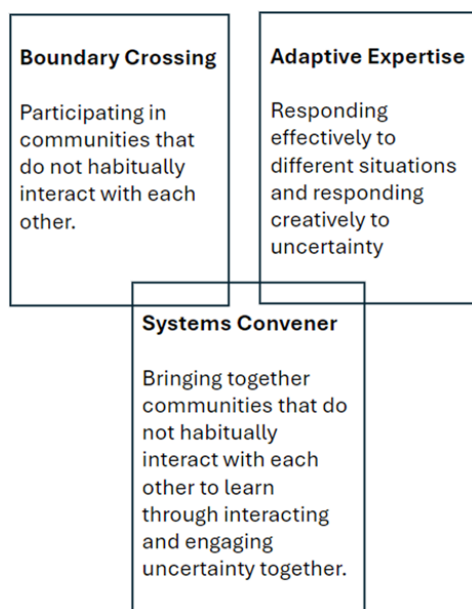 Boundary Crossing
Participating in
communities that
do not habitually
interact with each
other.
Adaptive Expertise
Responding
effectively to
different situations
and responding
creatively to
uncertainty
Systems Convener
Bringing together
communities that do
not habitually
interact with each
other to learn
through interacting
and engaging
uncertainty together.